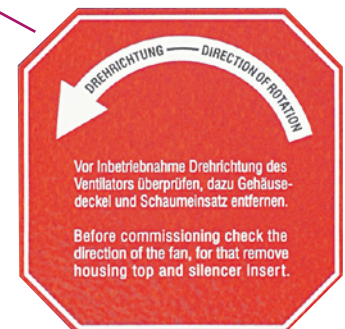 DREHRICHTUNG — DIRECTION OF ROTATION
Vor Inbetriebnahme Drehrichtung des
Ventilators überprüfen, dazu Gehäuse-
deckel und Schaumeinsatz entfernen.
Before commissioning check the
direction of the fan, for that remove
housing top and silencer Insert.